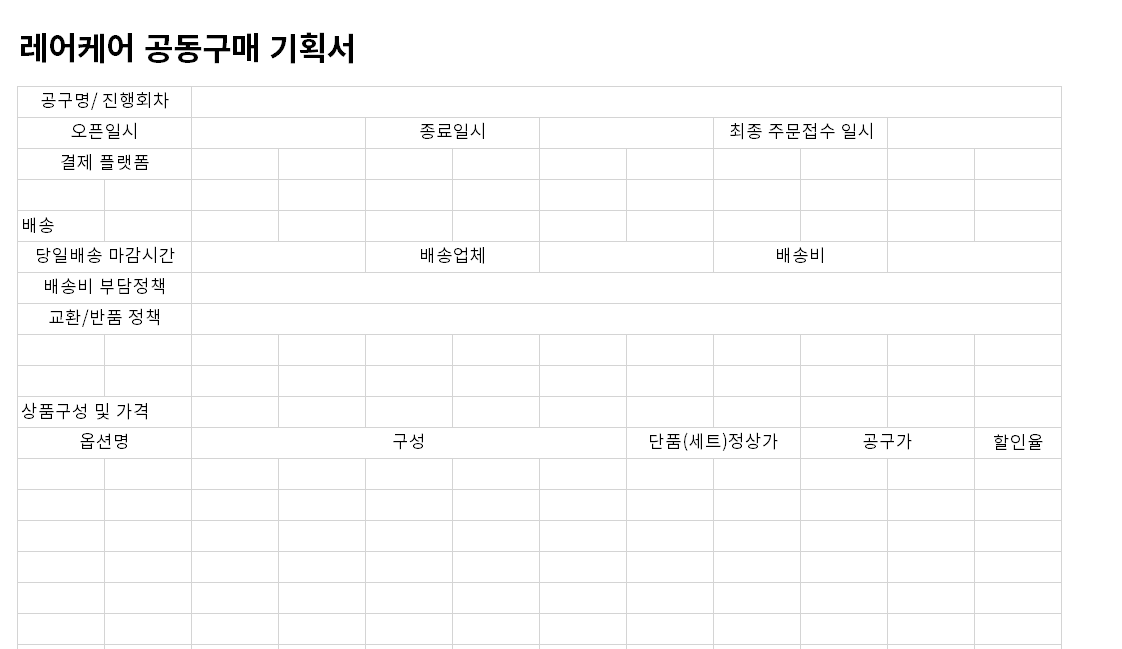 레어케어 공동구매 기획서
공구명/ 진행회차
오픈일시 종료일시 최종 주문접수 일시
결제 플랫폼
배송
당일배송 마감시간 배송업체 배송비
배송비 부담정책
교환/반품 정책
상품구성 및 가격
옵션명 구성 단품(세트)정상가 공구가 할인율